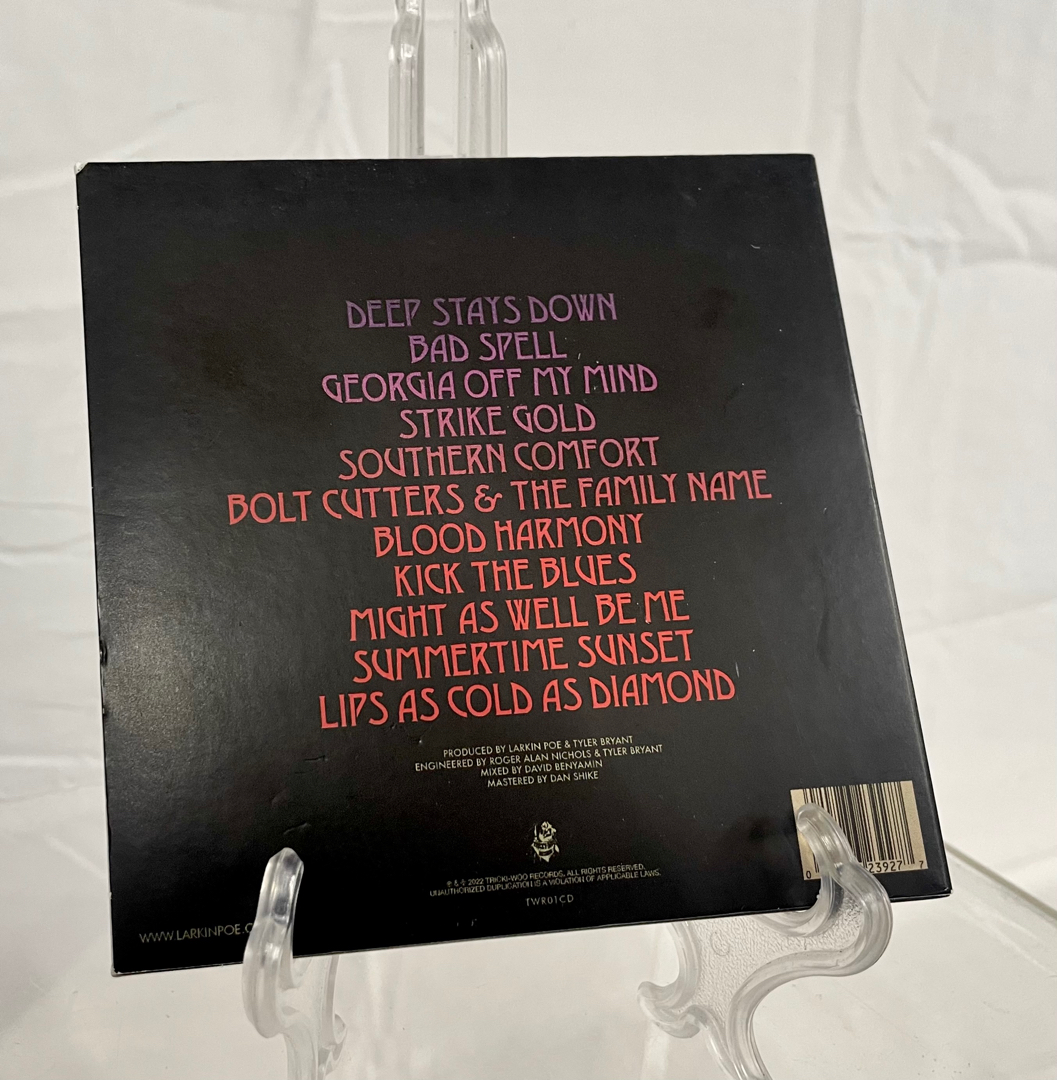 DEEP STAYS DOWN
BAD SPELL
GEORGIA OFF MY MIND
STRIKE GOLD
SOUTHERN COMFORT
BOLT CUTTERS & THE FAMILY NAME
BLOOD HARMONY
KICK THE BLUES
MIGHT AS WELL BE ME
SUMMERTIME SUNSET
LIPS AS COLD AS DIAMOND
PRODUCED BY LARKIN POE & TYLER BRYANT
ENGINEERED BY ROGER ALAN NICHOLS & TYLER BRYANT
MIXED BY DAVID BENYAMIN
MASTERED BY DAN SHIKE
℗ & © 2022 TRICKI-WOO RECORDS. ALL RIGHTS RESERVED.
UNAUTHORIZED DUPLICATION IS A VIOLATION OF APPLICABLE LAWS.
TWR01CD
0 23927 7
WWW.LARKINPOE.C